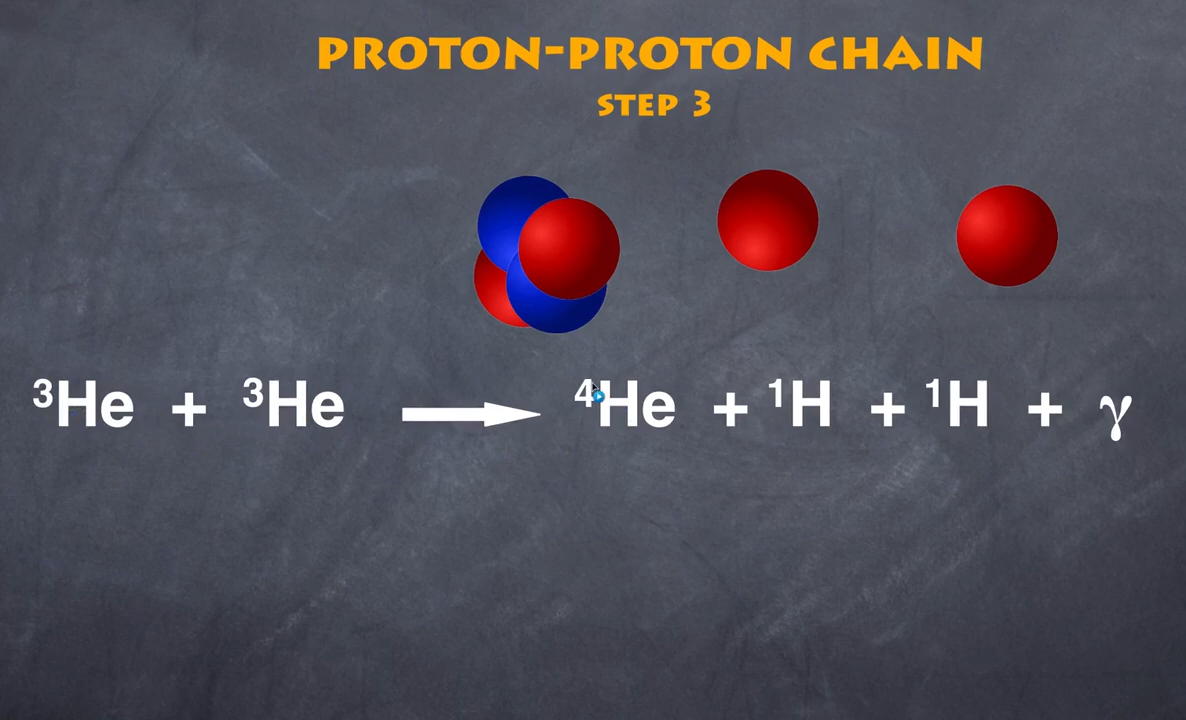 PROTON-PROTON CHAIN
STEP 3
³He + ³He → ⁴He + ¹H + ¹H + γ